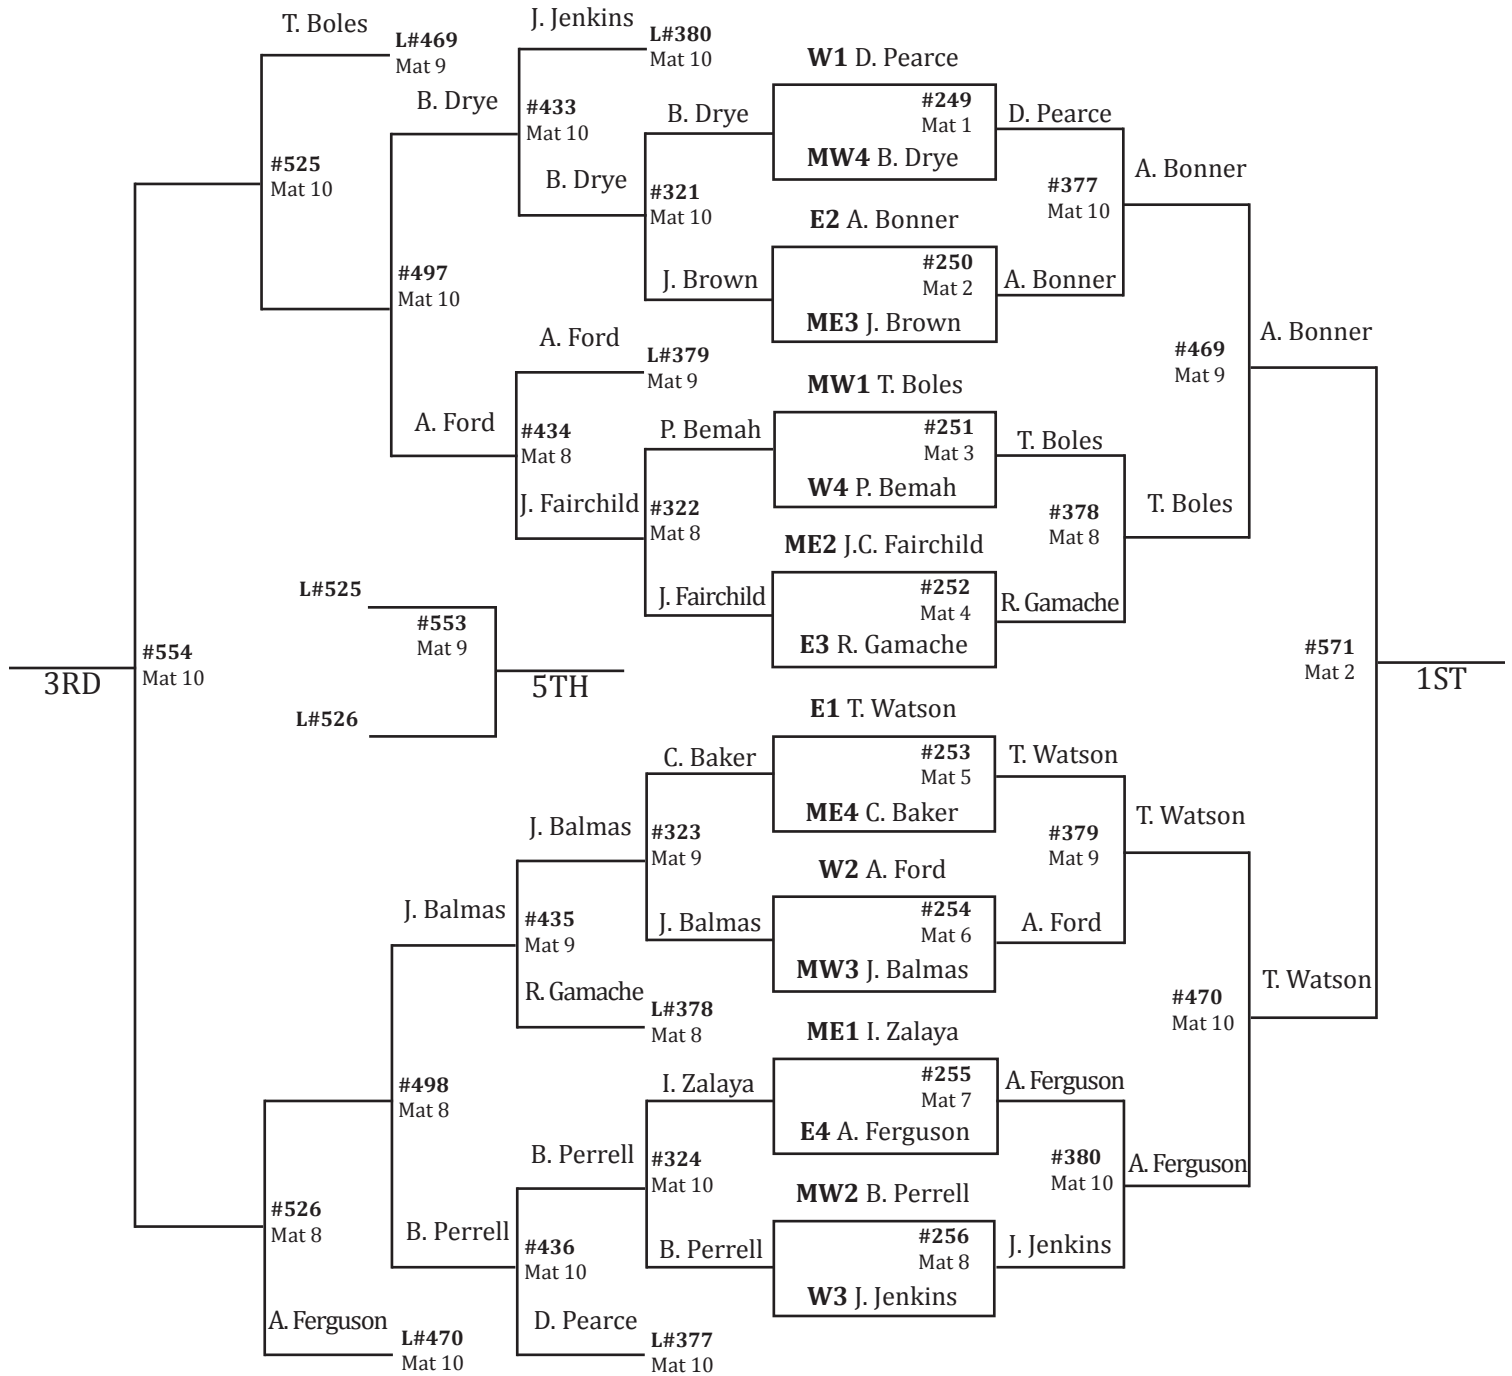 T. Boles
L#469
Mat 9
J. Jenkins
L#380
Mat 10
B. Drye
#433
Mat 10
B. Drye
#525
Mat 10
B. Drye
#321
Mat 10
J. Brown
#497
Mat 10
A. Ford
L#379
Mat 9
A. Ford
#434
Mat 8
P. Bemah
J. Fairchild
#322
Mat 8
J. Fairchild
W1 D. Pearce
#249
Mat 1
MW4 B. Drye
D. Pearce
E2 A. Bonner
#250
Mat 2
ME3 J. Brown
A. Bonner
#377
Mat 10
A. Bonner
MW1 T. Boles
#251
Mat 3
W4 P. Bemah
T. Boles
ME2 J.C. Fairchild
#252
Mat 4
E3 R. Gamache
R. Gamache
#378
Mat 8
T. Boles
#469
Mat 9
A. Bonner
L#525
#553
Mat 9
L#526
5TH
#554
Mat 10
3RD
#571
Mat 2
1ST
E1 T. Watson
#253
Mat 5
ME4 C. Baker
T. Watson
W2 A. Ford
#254
Mat 6
MW3 J. Balmas
A. Ford
#379
Mat 9
T. Watson
ME1 I. Zalaya
#255
Mat 7
E4 A. Ferguson
A. Ferguson
MW2 B. Perrell
#256
Mat 8
W3 J. Jenkins
J. Jenkins
#380
Mat 10
A. Ferguson
#470
Mat 10
T. Watson
C. Baker
J. Balmas
#323
Mat 9
J. Balmas
J. Balmas
#435
Mat 9
R. Gamache
L#378
Mat 8
#498
Mat 8
I. Zalaya
B. Perrell
#324
Mat 10
B. Perrell
B. Perrell
#436
Mat 10
D. Pearce
L#377
Mat 10
#526
Mat 8
A. Ferguson
L#470
Mat 10